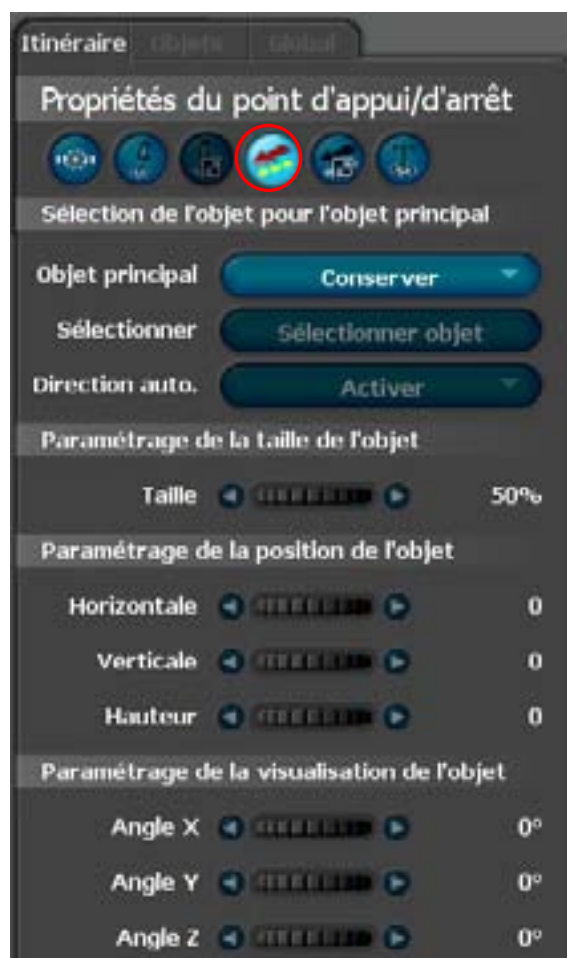 Itinéraire Objets Global
Propriétés du point d'appui/d'arrêt
Sélection de l'objet pour l'objet principal
Objet principal Conserver
Sélectionner Sélectionner objet
Direction auto. Activer
Paramétrage de la taille de l'objet
Taille 50%
Paramétrage de la position de l'objet
Horizontale 0
Verticale 0
Hauteur 0
Paramétrage de la visualisation de l'objet
Angle X 0°
Angle Y 0°
Angle Z 0°